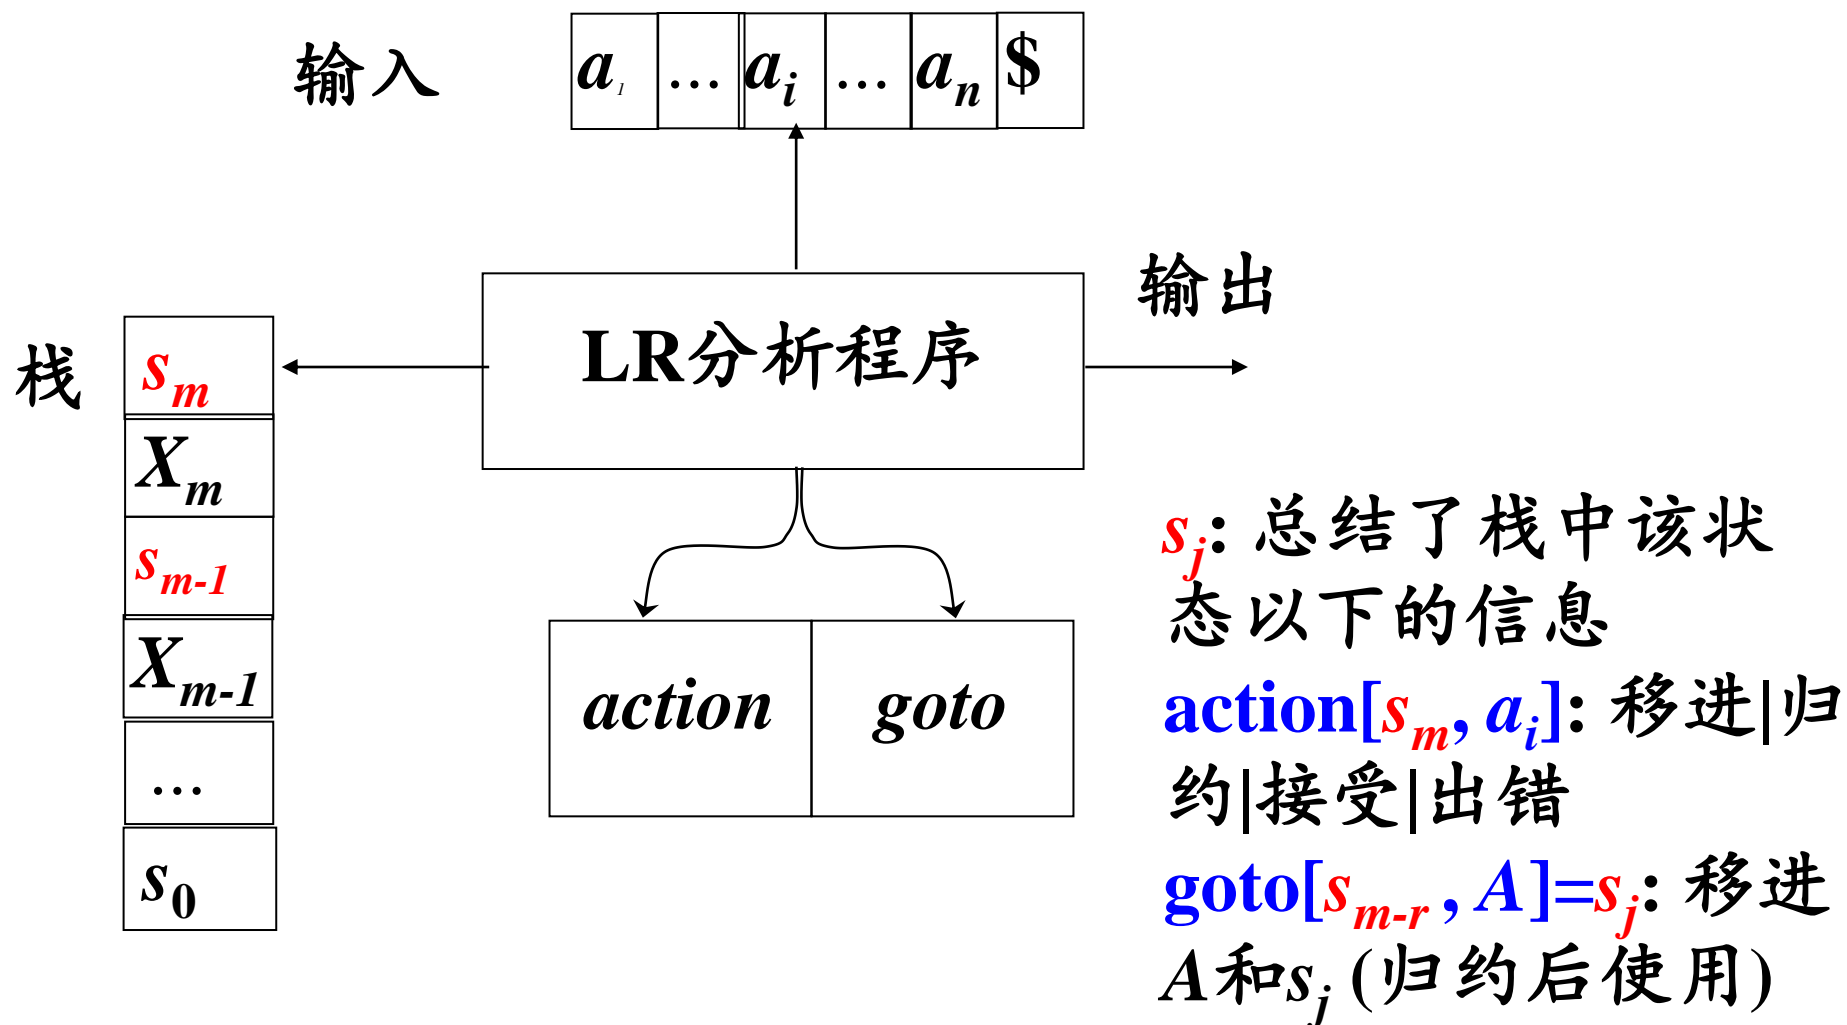 输入
a1 … ai … an $
输出
LR分析程序
栈
sm
Xm
sm-1
Xm-1
…
s0
action goto
sj: 总结了栈中该状
态以下的信息
action[sm, ai]: 移进|归
约|接受|出错
goto[sm-r , A]=sj: 移进
A和sj (归约后使用)